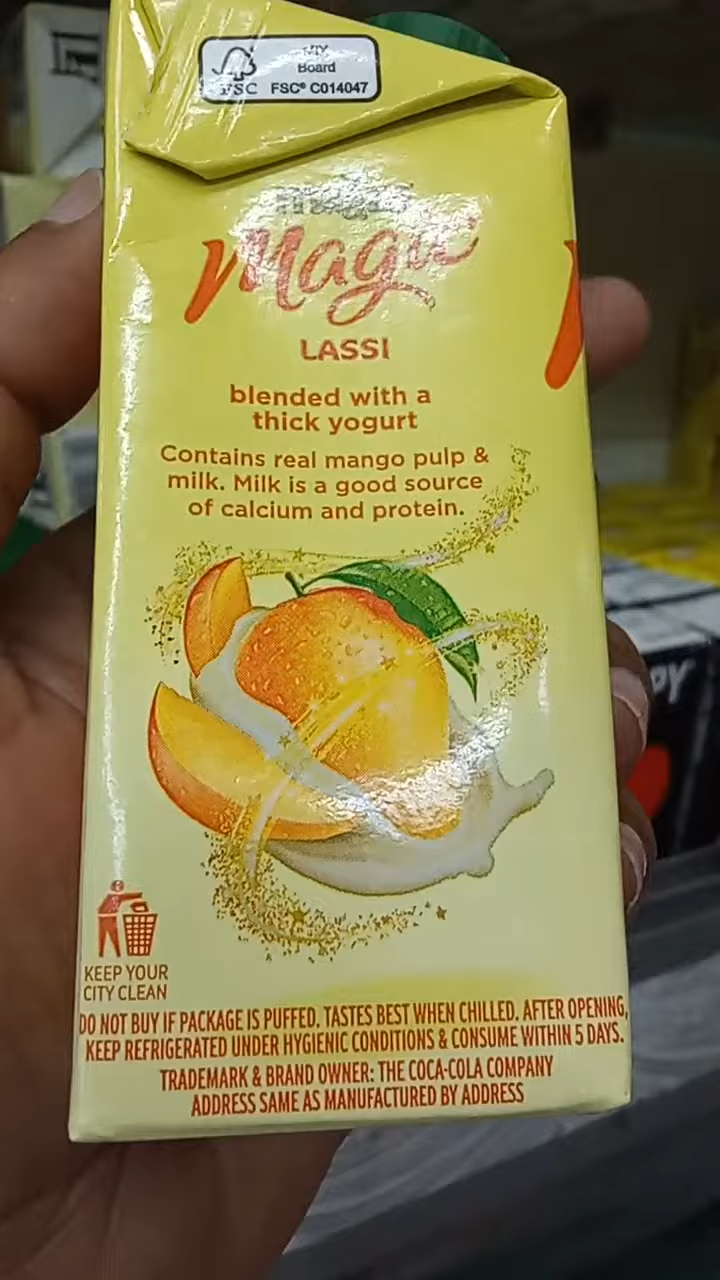 MIX
Board
FSC FSC® C014047
Magic
LASSI
blended with a
thick yogurt
Contains real mango pulp &
milk. Milk is a good source
of calcium and protein.
KEEP YOUR
CITY CLEAN
DO NOT BUY IF PACKAGE IS PUFFED. TASTES BEST WHEN CHILLED. AFTER OPENING,
KEEP REFRIGERATED UNDER HYGIENIC CONDITIONS & CONSUME WITHIN 5 DAYS.
TRADEMARK & BRAND OWNER: THE COCA-COLA COMPANY
ADDRESS SAME AS MANUFACTURED BY ADDRESS